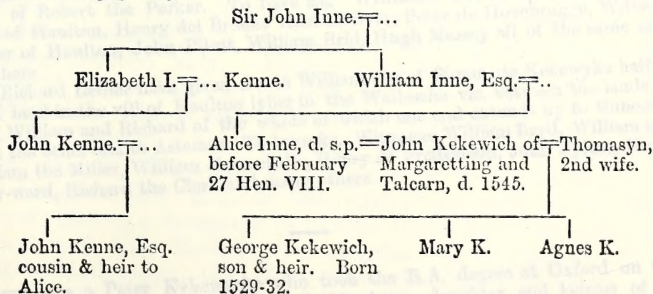 Sir John Inne.=...
Elizabeth I.=... Kenne. William Inne, Esq.=
John Kenne.=... Alice Inne, d. s.p.=John Kekewich of=Thomasyn,
before February Margaretting and 2nd wife.
27 Hen. VIII. Talcarn, d. 1545.
John Kenne, Esq. George Kekewich, Mary K. Agnes K.
cousin & heir to son & heir. Born
Alice. 1529-32.